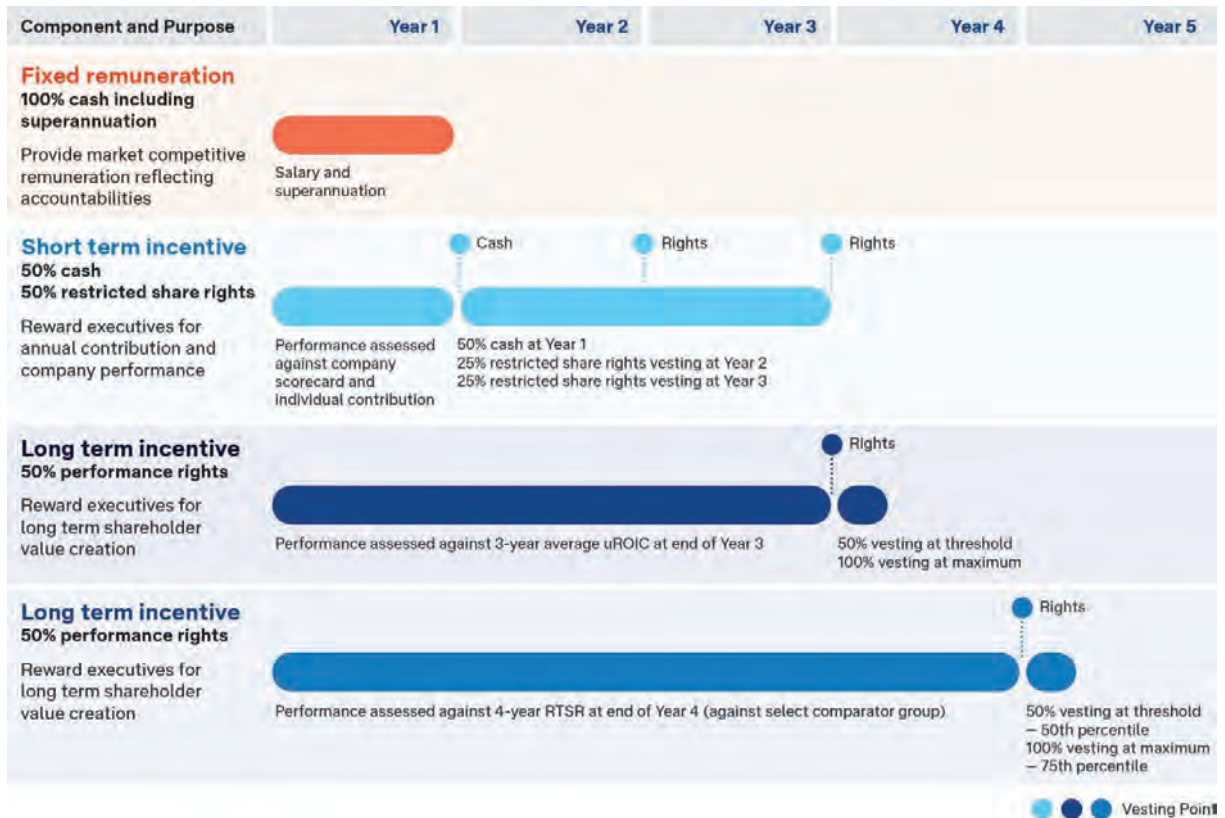 Component and Purpose
Year 1
Year 2
Year 3
Year 4
Year 5
Fixed remuneration
100% cash including
superannuation
Provide market competitive
remuneration reflecting
accountabilities
Salary and
superannuation
Short term incentive
50% cash
50% restricted share rights
Reward executives for
annual contribution and
company performance
Cash
Rights
Rights
Performance assessed
against company
scorecard and
individual contribution
50% cash at Year 1
25% restricted share rights vesting at Year 2
25% restricted share rights vesting at Year 3
Long term incentive
50% performance rights
Reward executives for
long term shareholder
value creation
Rights
Performance assessed against 3-year average uROIC at end of Year 3
50% vesting at threshold
100% vesting at maximum
Long term incentive
50% performance rights
Reward executives for
long term shareholder
value creation
Rights
Performance assessed against 4-year RTSR at end of Year 4 (against select comparator group)
50% vesting at threshold
– 50th percentile
100% vesting at maximum
– 75th percentile
Vesting Point